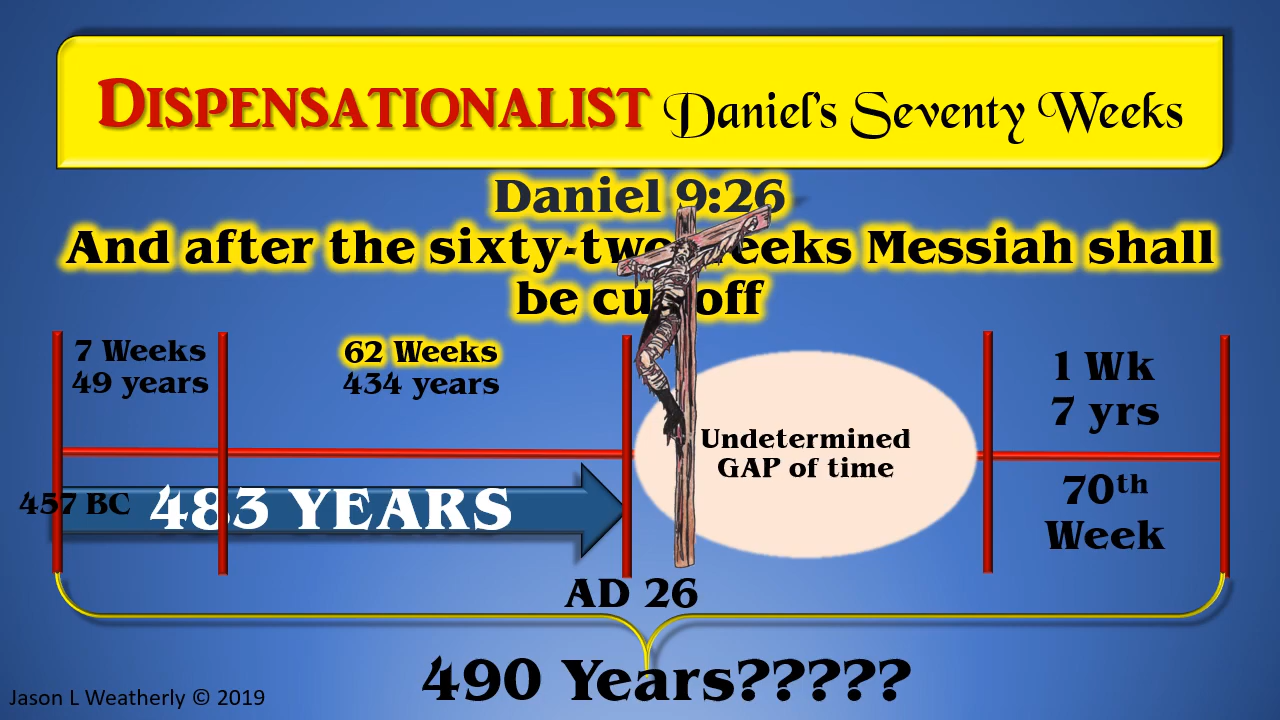 DISPENSATIONALIST Daniel's Seventy Weeks
Daniel 9:26
And after the sixty-two weeks Messiah shall
be cut off
7 Weeks
49 years
62 Weeks
434 years
1 Wk
7 yrs
Undetermined
GAP of time
457 BC
483 YEARS
70th
Week
AD 26
490 Years?????
Jason L Weatherly © 2019